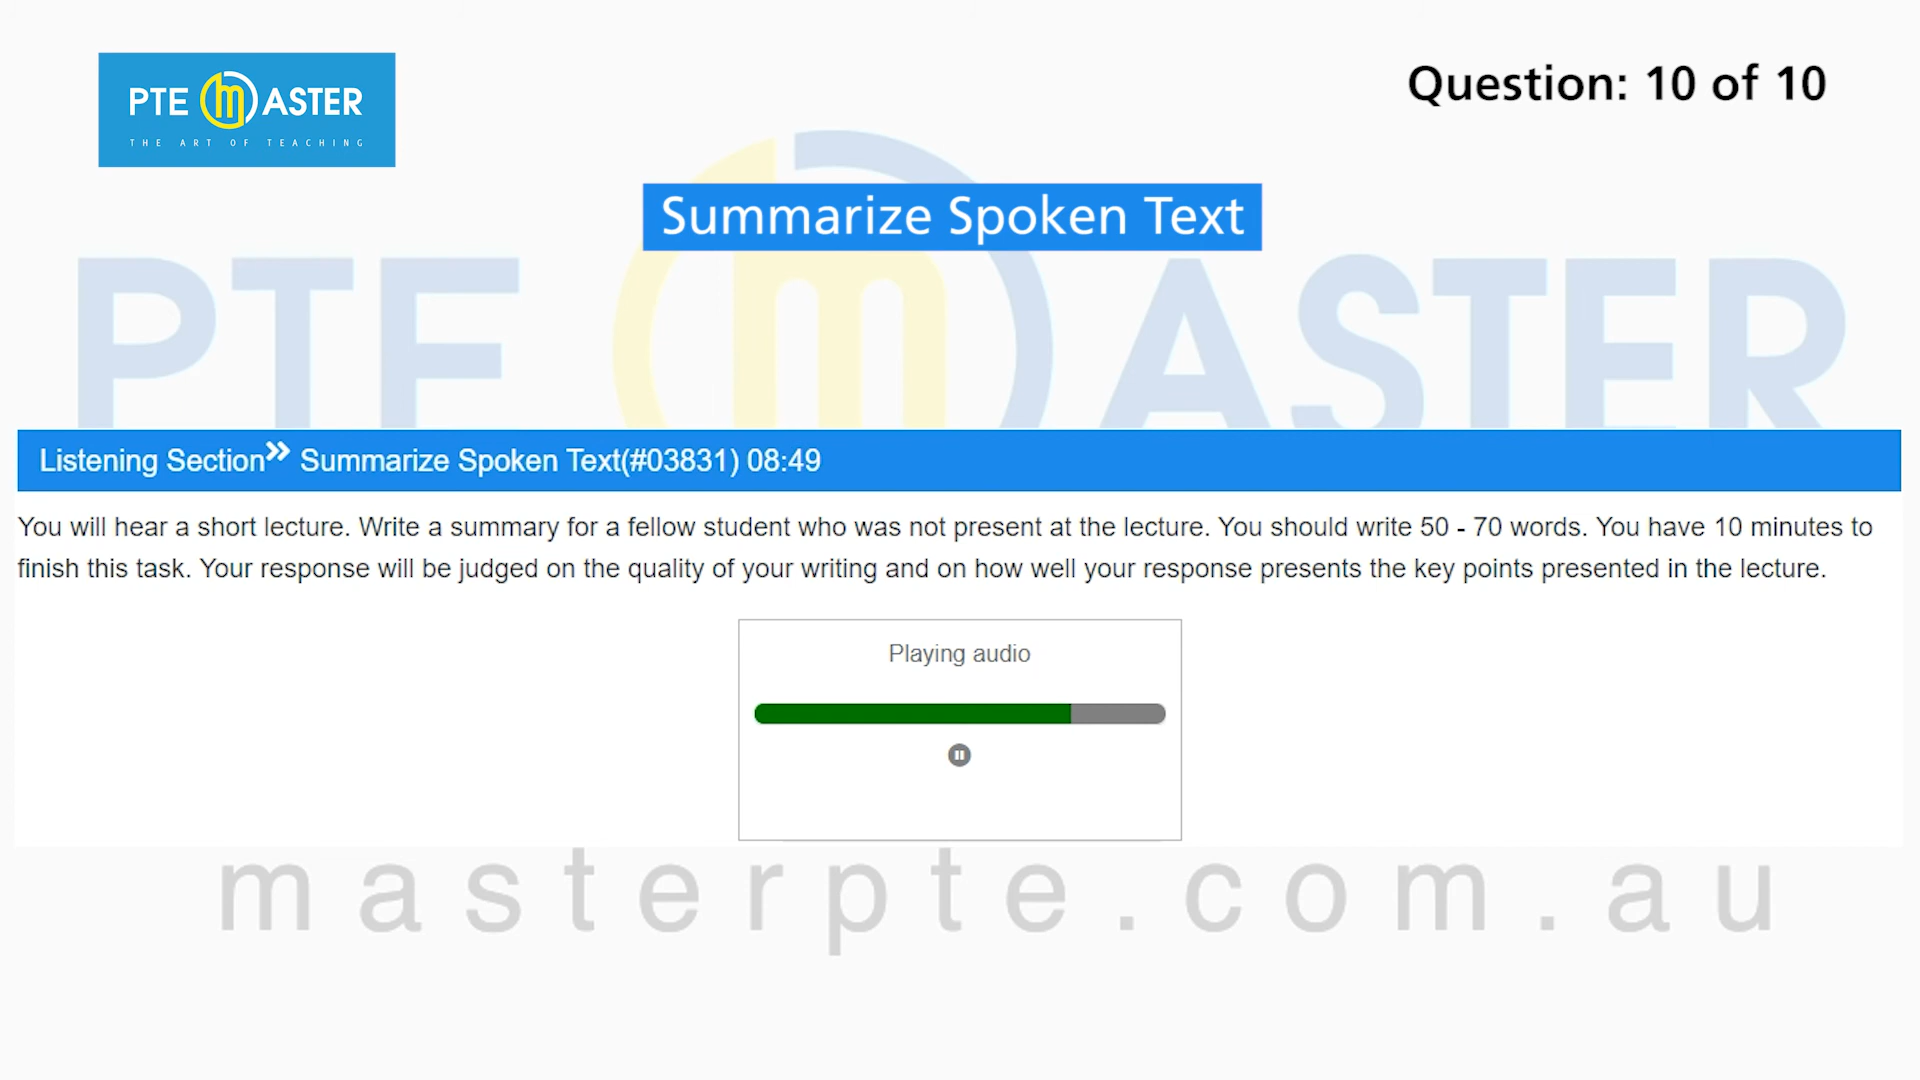 PTE MASTER
THE ART OF TEACHING
Question: 10 of 10
Summarize Spoken Text
PTE MASTER
Listening Section» Summarize Spoken Text(#03831) 08:49
You will hear a short lecture. Write a summary for a fellow student who was not present at the lecture. You should write 50 - 70 words. You have 10 minutes to
finish this task. Your response will be judged on the quality of your writing and on how well your response presents the key points presented in the lecture.
Playing audio
masterpte.com.au